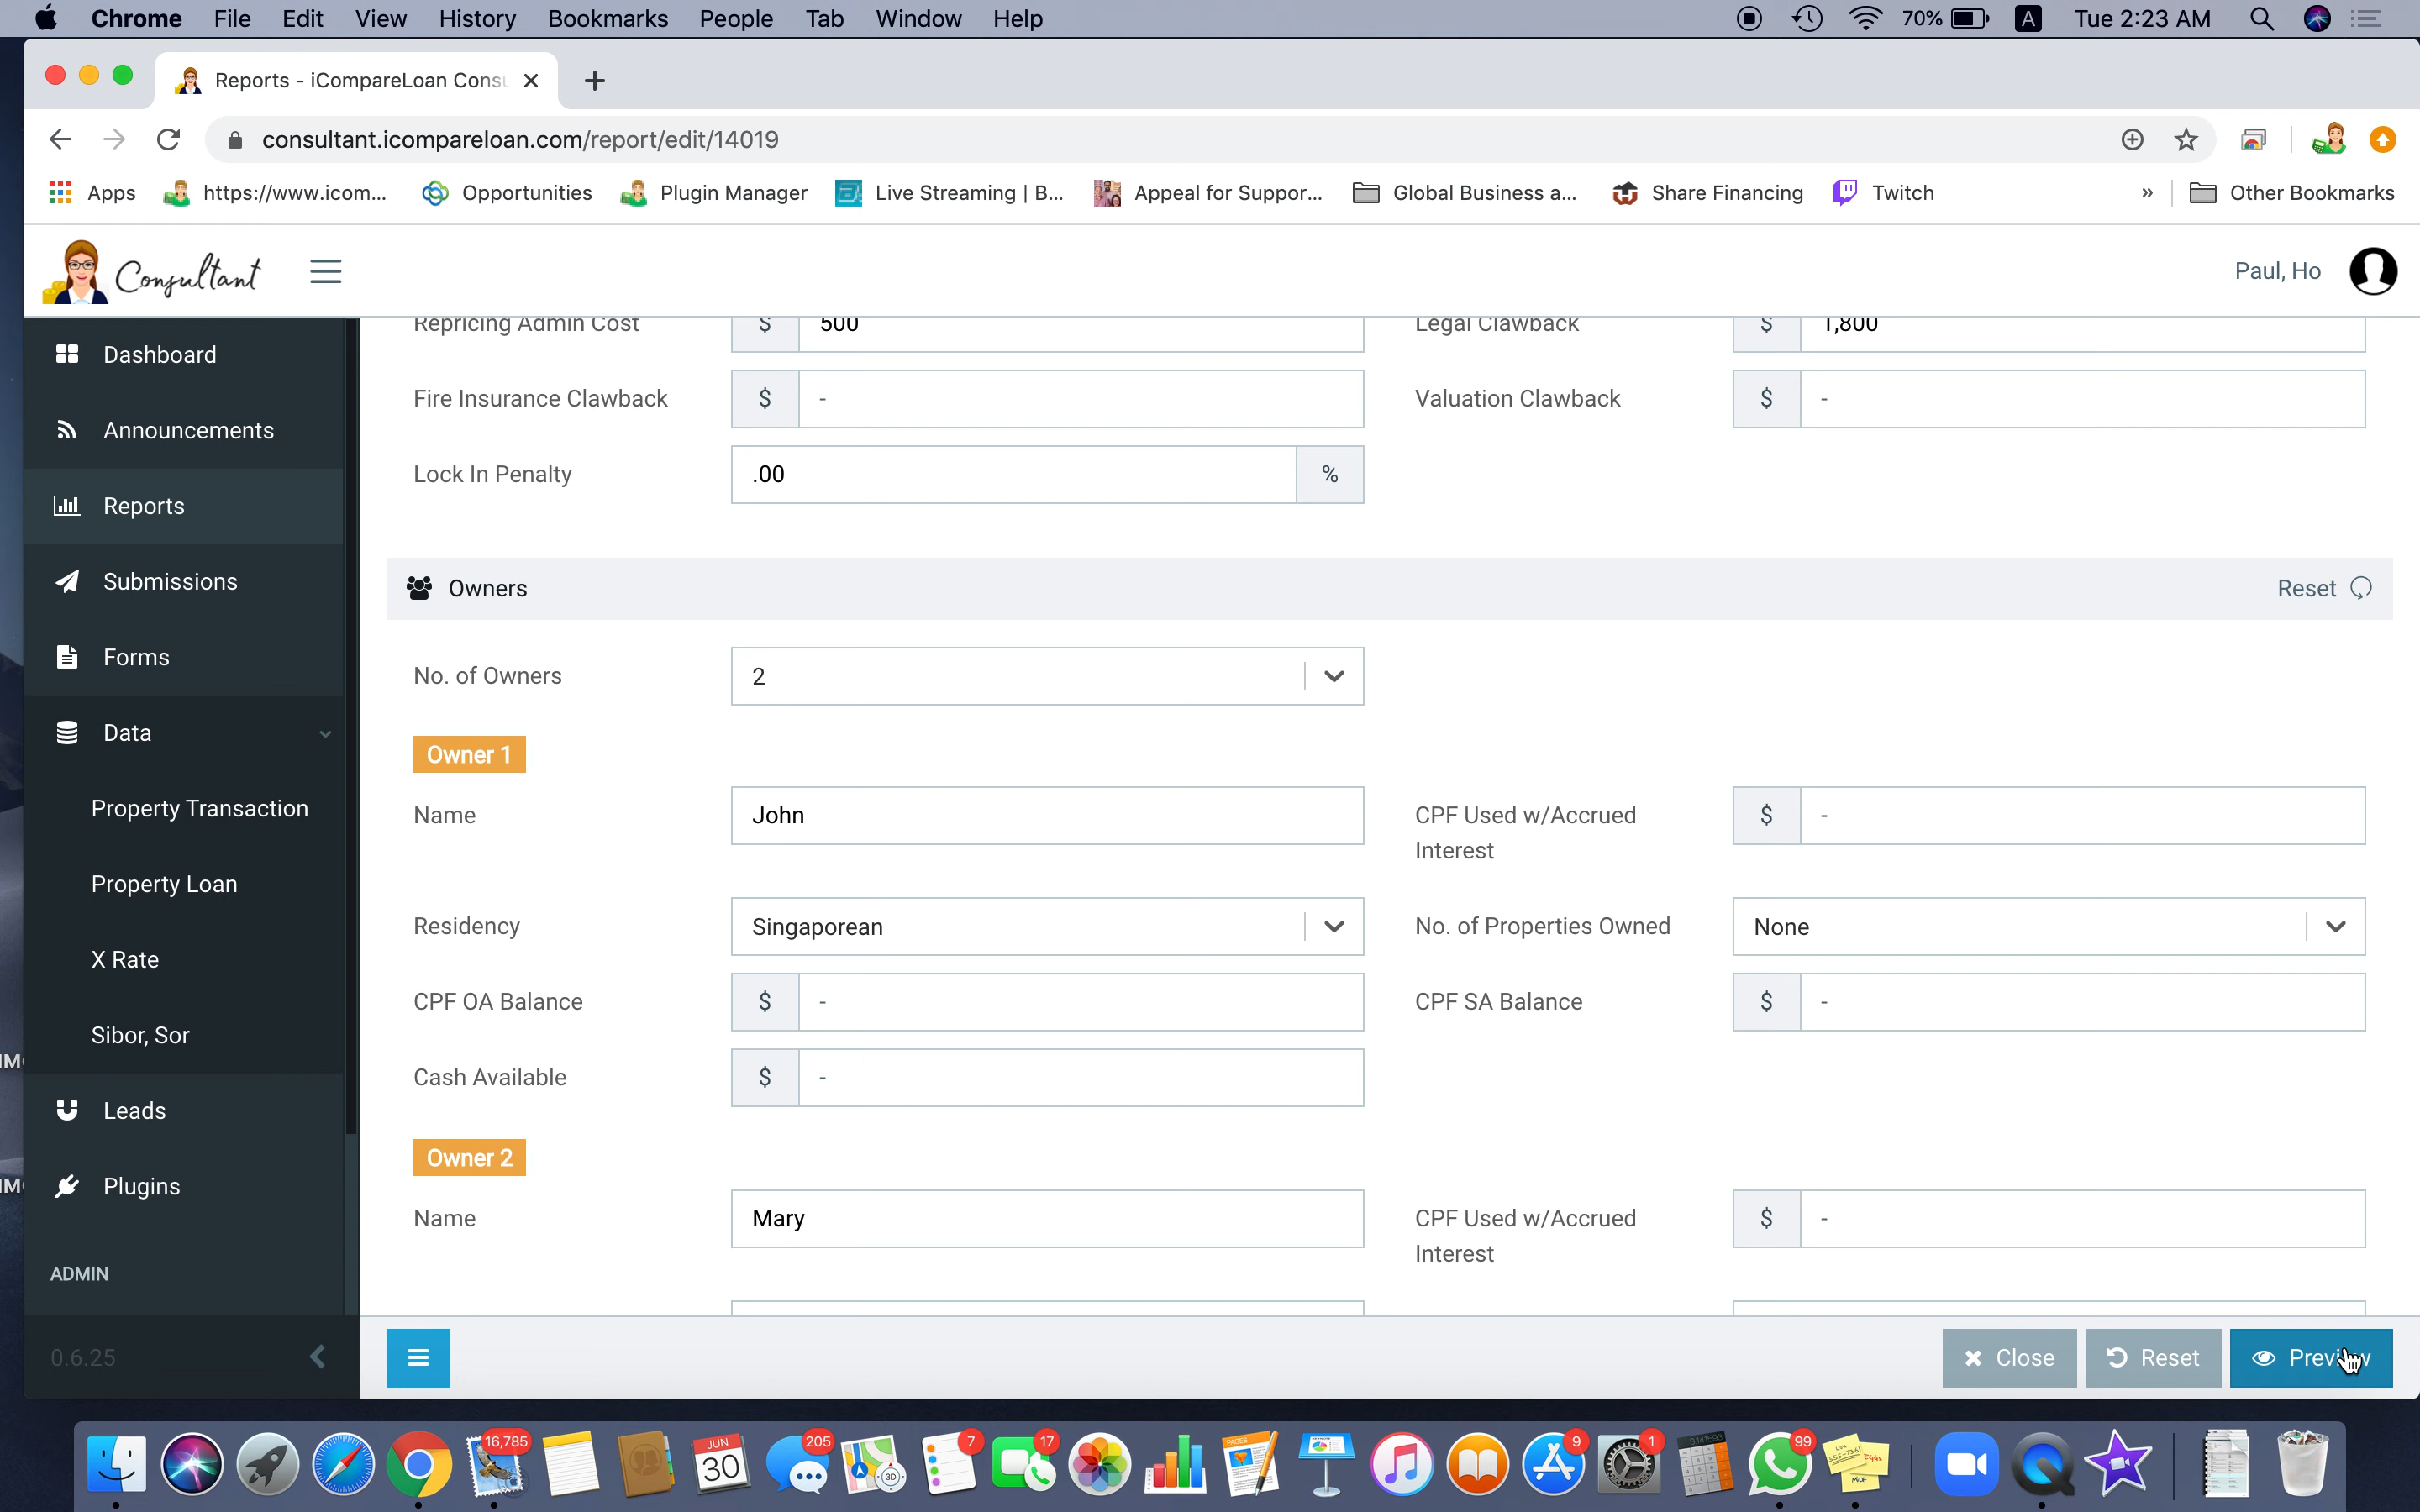 Chrome File Edit View History Bookmarks People Tab Window Help 70% A Tue 2:23 AM
Reports - iCompareLoan Consu
consultant.icompareloan.com/report/edit/14019
Apps https://www.icom... Opportunities Plugin Manager Live Streaming | B... Appeal for Suppor... Global Business a... Share Financing Twitch » Other Bookmarks
Consultant Paul, Ho
Repricing Admin Cost $ 500 Legal Clawback $ 1,800
Dashboard
Fire Insurance Clawback $ - Valuation Clawback $ -
Announcements
Lock In Penalty .00 %
Reports
Submissions
Owners Reset
Forms
No. of Owners 2
Data
Owner 1
Property Transaction
Name John CPF Used w/Accrued Interest $ -
Property Loan
Residency Singaporean No. of Properties Owned None
X Rate
CPF OA Balance $ - CPF SA Balance $ -
Sibor, Sor
Cash Available $ -
Leads
Owner 2
Plugins
Name Mary CPF Used w/Accrued Interest $ -
ADMIN
0.6.25 Close Reset Preview
16,785 JUN 30 205 3D 7 17 PAGES 9 1 3.141593 99